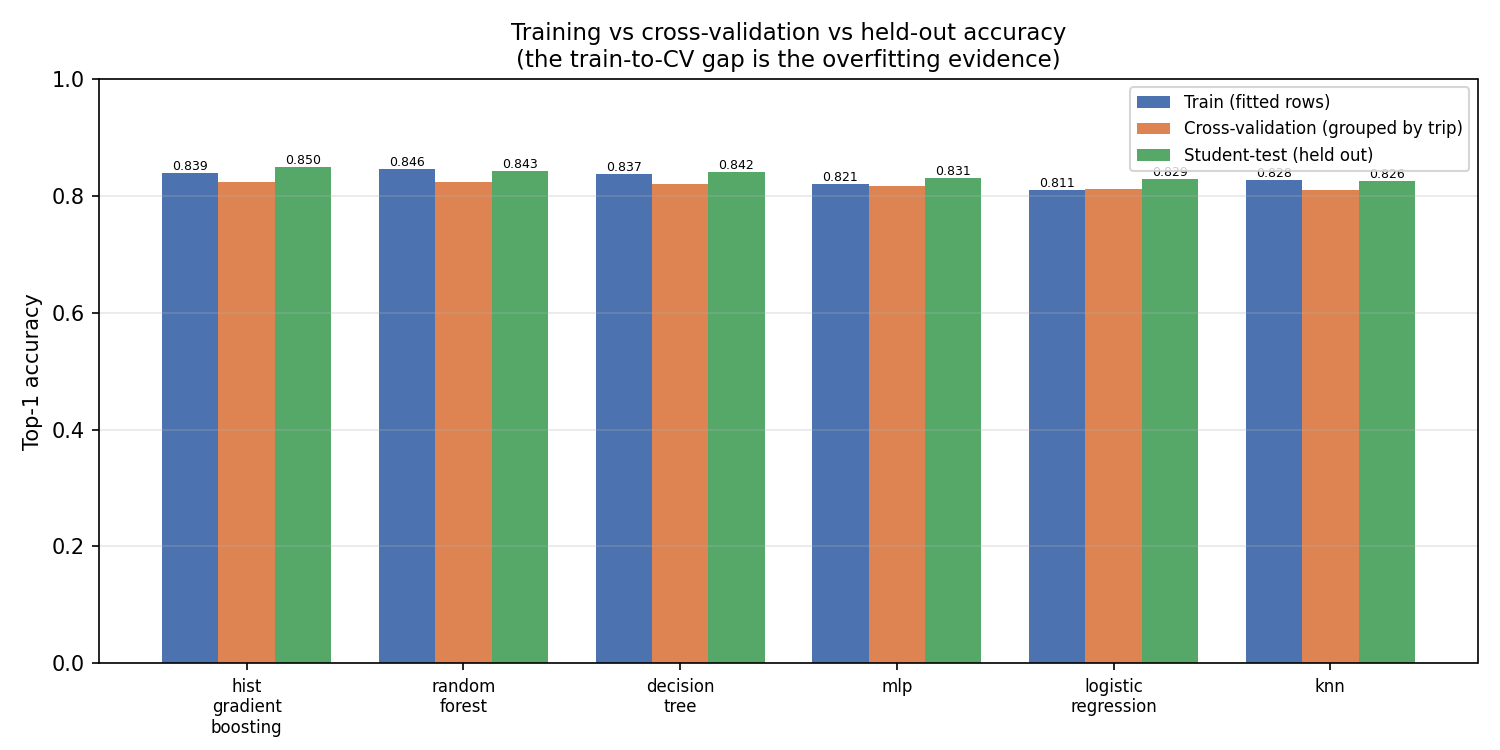 Training vs cross-validation vs held-out accuracy
(the train-to-CV gap is the overfitting evidence)
Train (fitted rows)
Cross-validation (grouped by trip)
Student-test (held out)
Top-1 accuracy
1.0
0.8
0.6
0.4
0.2
0.0
0.839
0.850
0.846
0.843
0.837
0.842
0.821
0.831
0.811
0.829
0.828
0.826
hist
gradient
boosting
random
forest
decision
tree
mlp
logistic
regression
knn